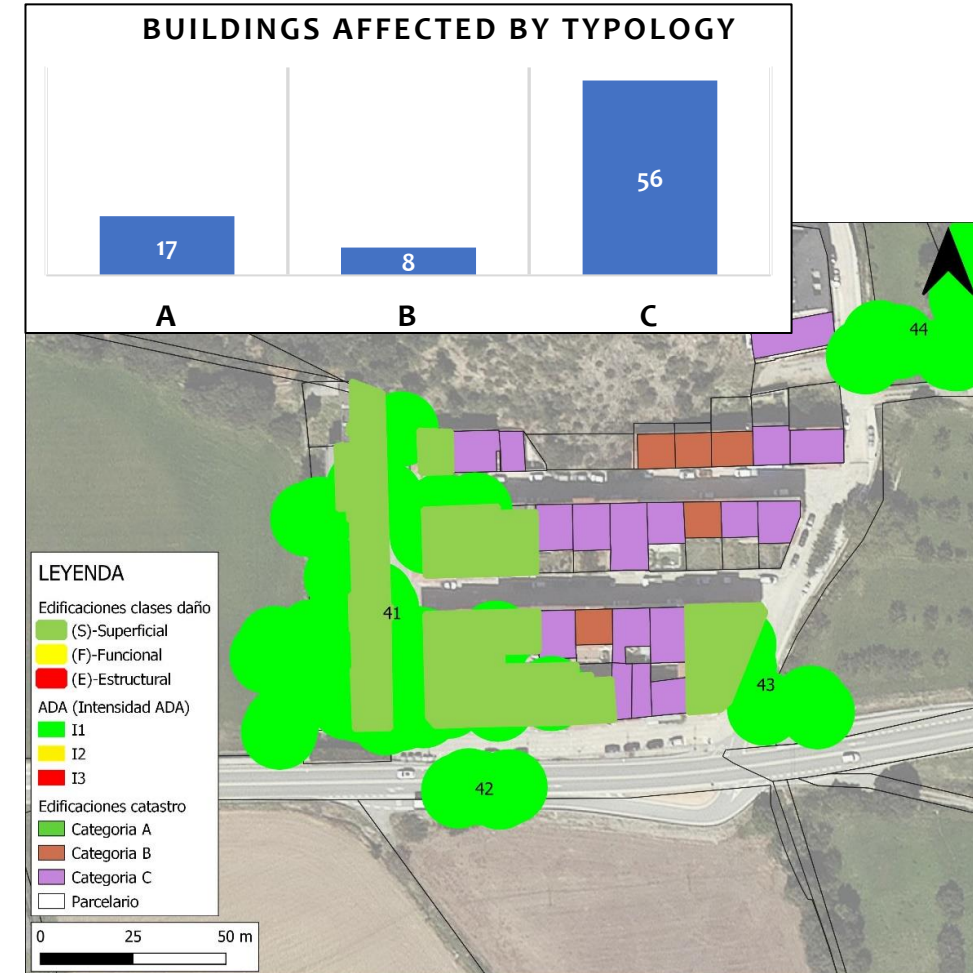 BUILDINGS AFFECTED BY TYPOLOGY
17
8
56
A
B
C
44
41
43
42
LEYENDA
Edificaciones clases daño
(S)-Superficial
(F)-Funcional
(E)-Estructural
ADA (Intensidad ADA)
I1
I2
I3
Edificaciones catastro
Categoria A
Categoria B
Categoria C
Parcelario
0 25 50 m